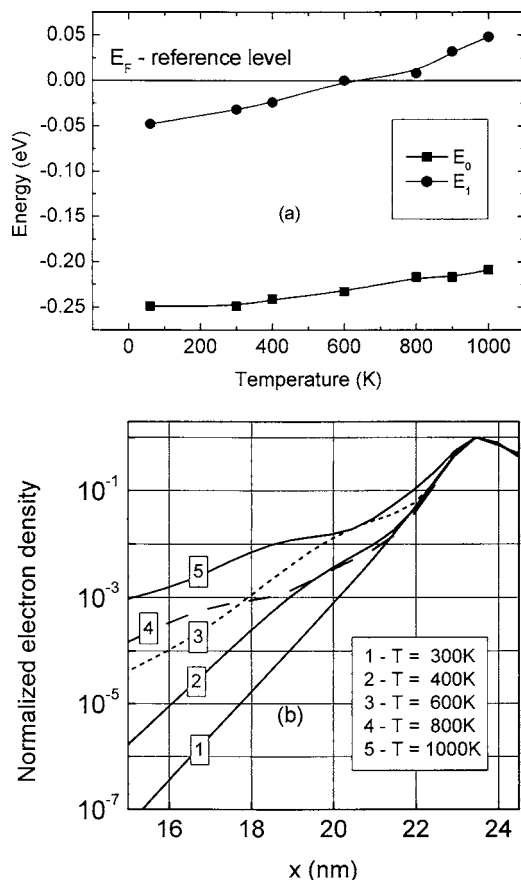 0.05
E_F - reference level
0.00
-0.05
E_0
E_1
-0.10
(a)
-0.15
-0.20
-0.25
Energy (eV)
0 200 400 600 800 1000
Temperature (K)
Normalized electron density
10^-1
10^-3
10^-5
10^-7
5
4
3
2
1
(b)
1 - T = 300K
2 - T = 400K
3 - T = 600K
4 - T = 800K
5 - T = 1000K
16 18 20 22 24
x (nm)